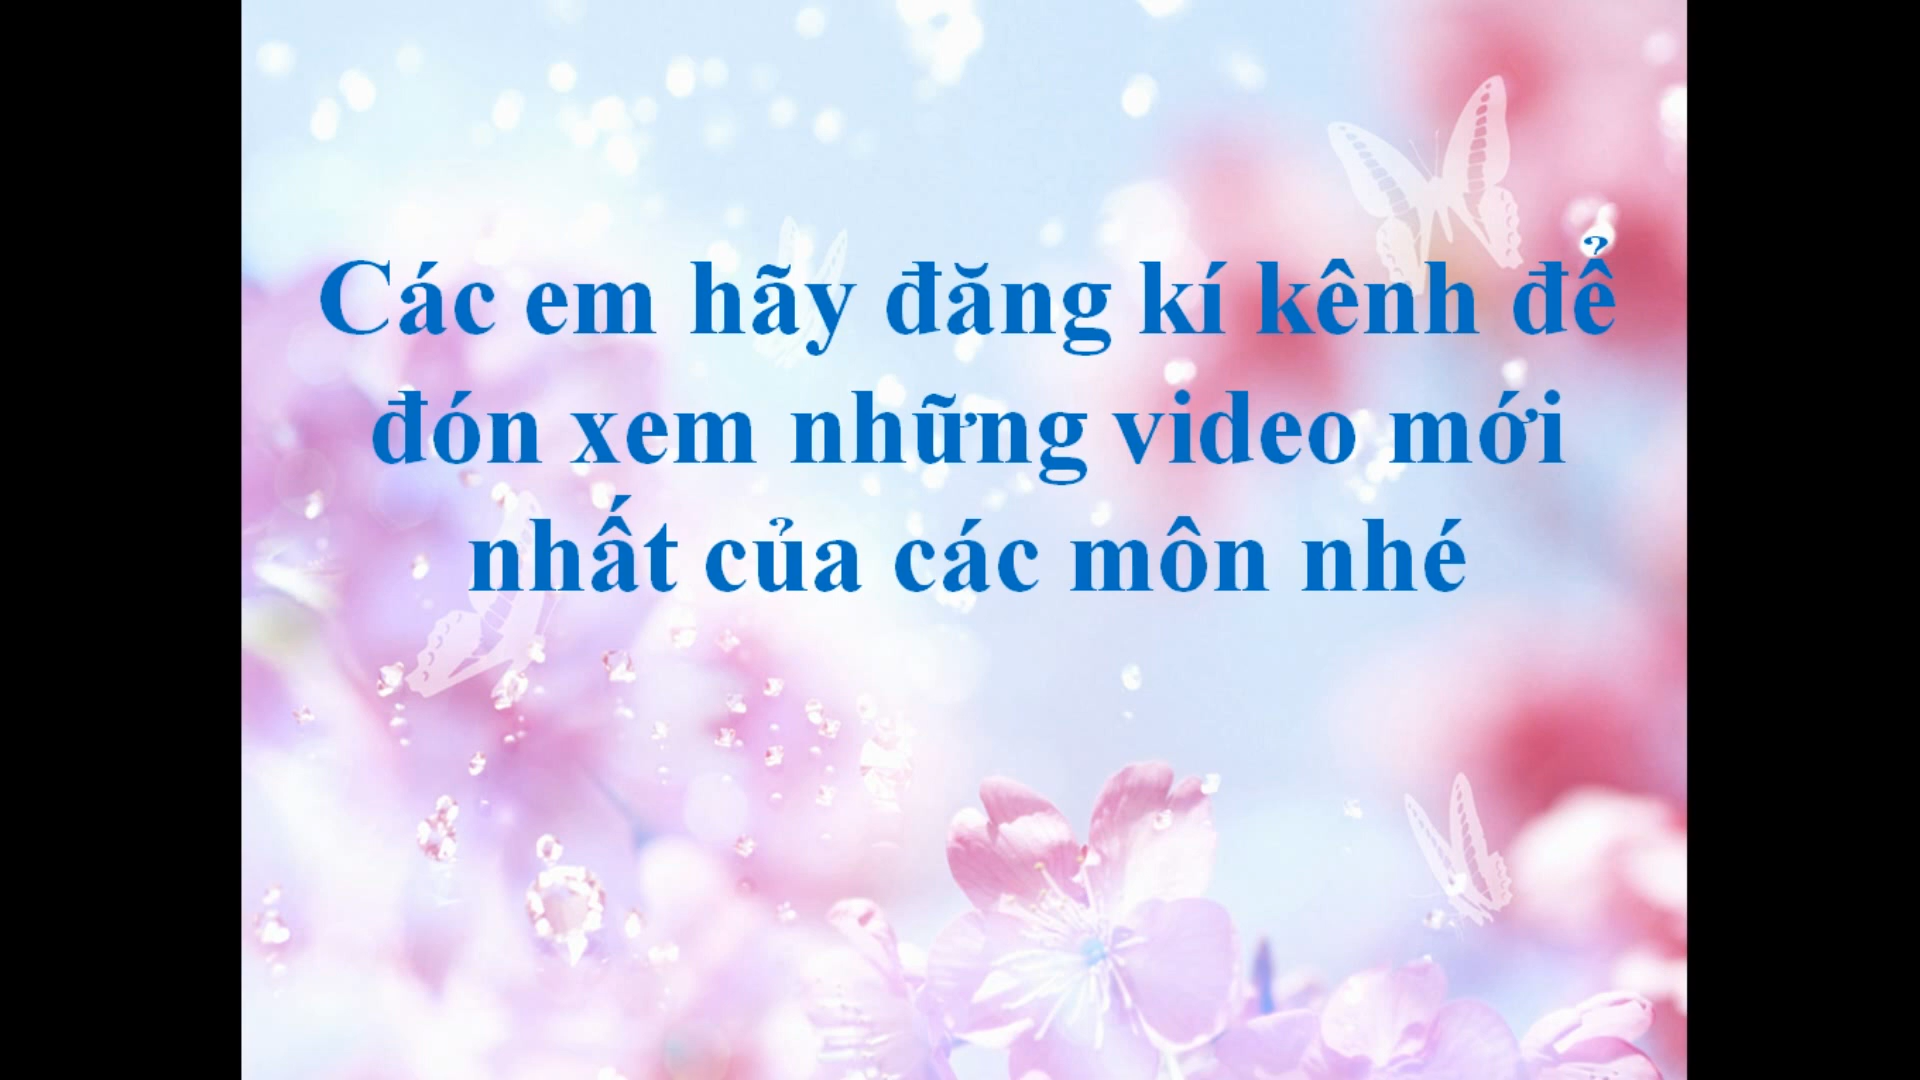 Các em hãy đăng kí kênh để
đón xem những video mới
nhất của các môn nhé